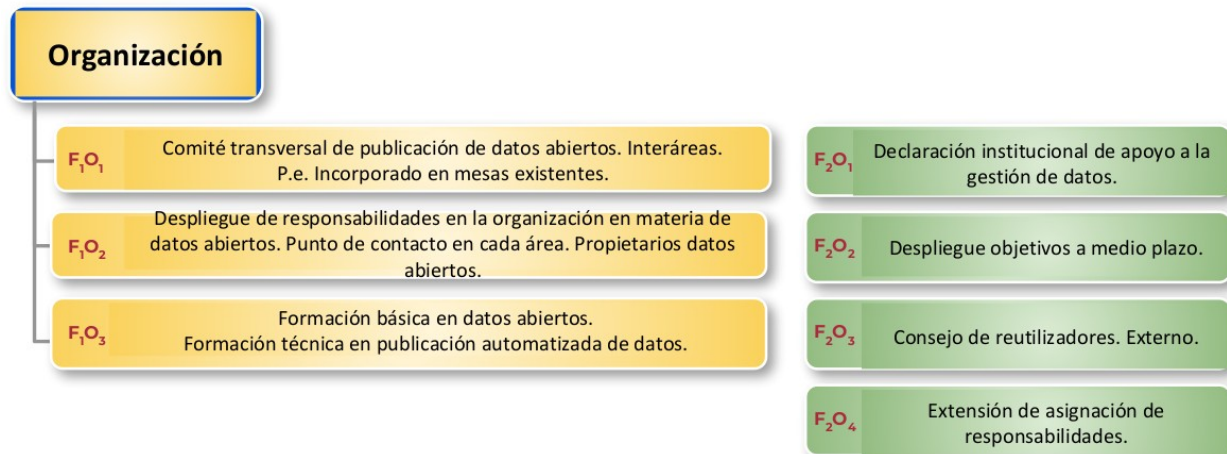 Organización
F₁O₁
Comité transversal de publicación de datos abiertos. Interáreas.
P.e. Incorporado en mesas existentes.
F₁O₂
Despliegue de responsabilidades en la organización en materia de
datos abiertos. Punto de contacto en cada área. Propietarios datos
abiertos.
F₁O₃
Formación básica en datos abiertos.
Formación técnica en publicación automatizada de datos.
F₂O₁
Declaración institucional de apoyo a la
gestión de datos.
F₂O₂
Despliegue objetivos a medio plazo.
F₂O₃
Consejo de reutilizadores. Externo.
F₂O₄
Extensión de asignación de
responsabilidades.